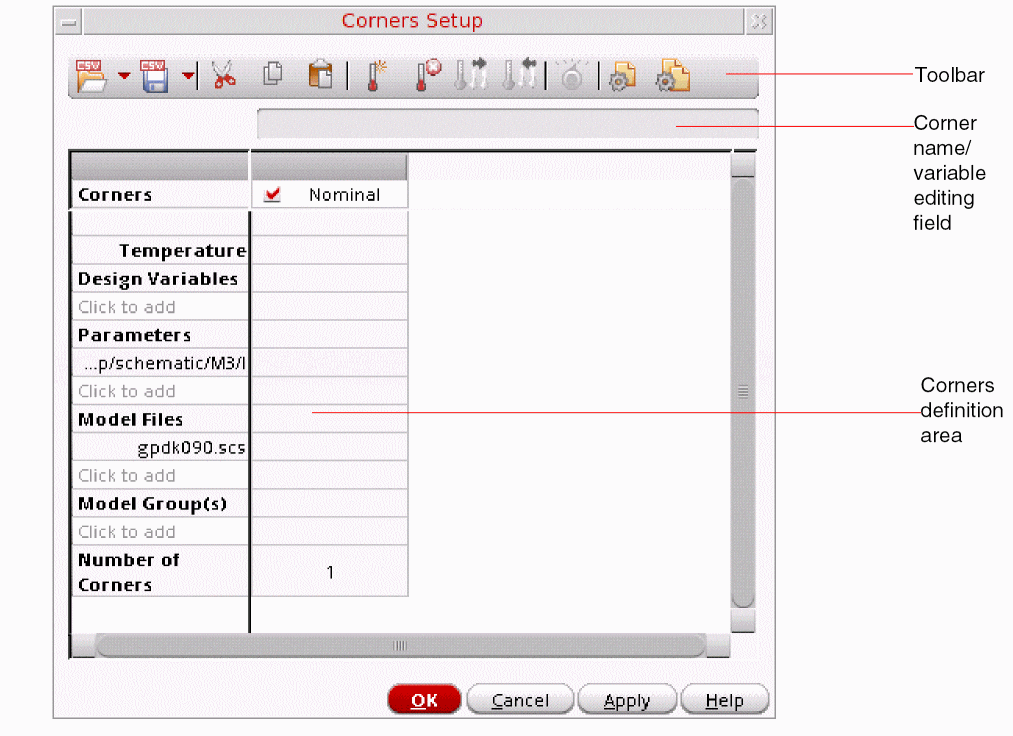 Corners Setup
CSV
CSV
Toolbar
Corner
name/
variable
editing
field
Corners
Nominal
Temperature
Design Variables
Click to add
Parameters
...p/schematic/M3/l
Click to add
Model Files
gpdk090.scs
Click to add
Model Group(s)
Click to add
Number of
Corners
1
Corners
definition
area
OK
Cancel
Apply
Help